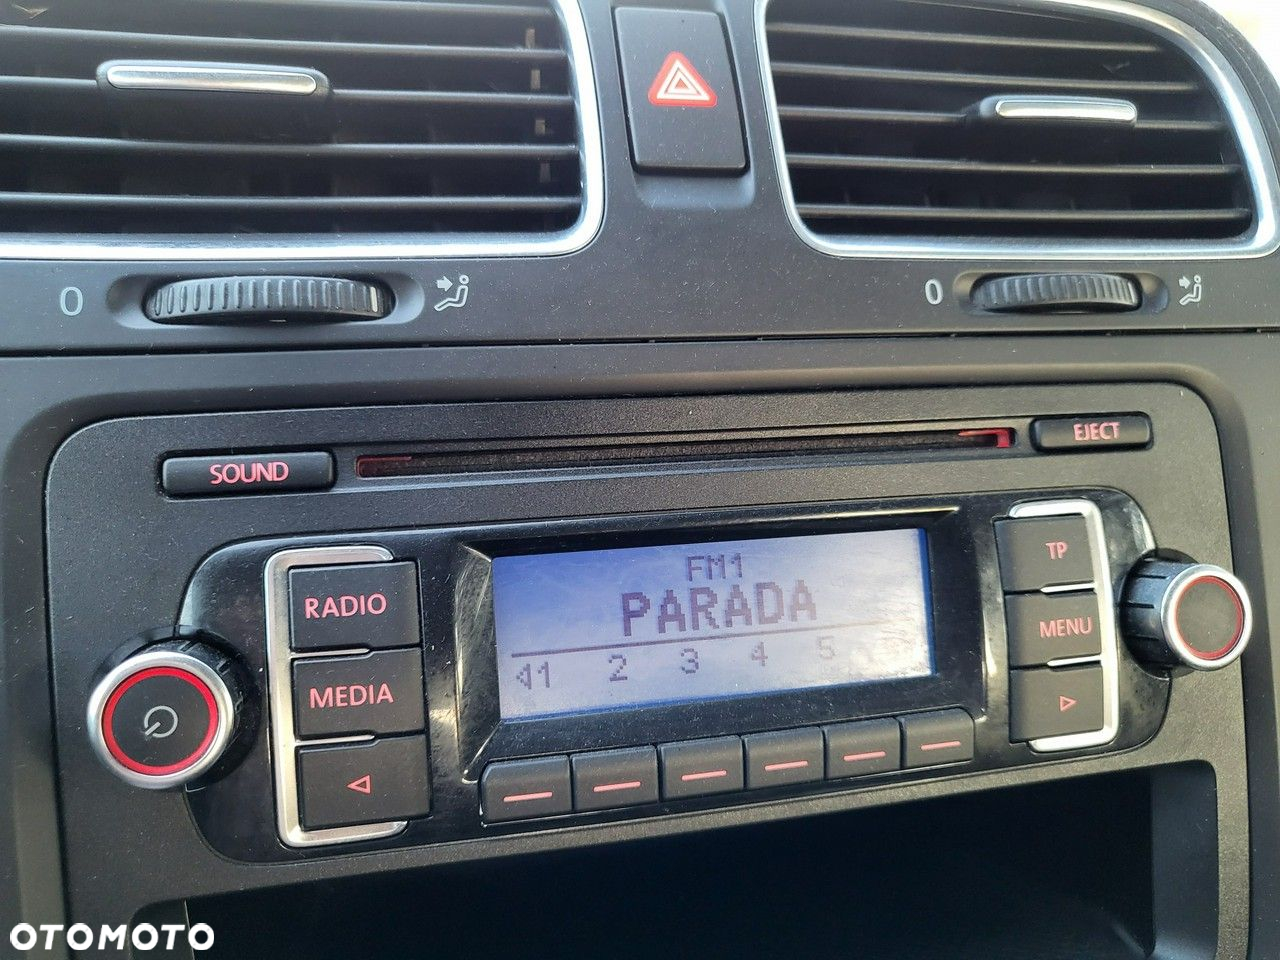 0
0
SOUND
EJECT
RADIO
MEDIA
FM1
PARADA
1 2 3 4 5
TP
MENU
OTOMOTO